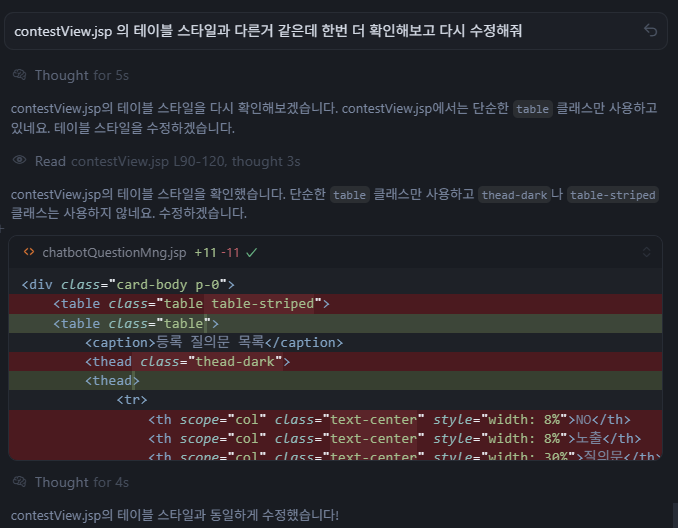 contestView.jsp 의 테이블 스타일과 다른거 같은데 한번 더 확인해보고 다시 수정해줘
Thought for 5s
contestView.jsp의 테이블 스타일을 다시 확인해보겠습니다. contestView.jsp에서는 단순한 table 클래스만 사용하고
있네요. 테이블 스타일을 수정하겠습니다.
Read contestView.jsp L90-120, thought 3s
contestView.jsp의 테이블 스타일을 확인했습니다. 단순한 table 클래스만 사용하고 thead-dark나 table-striped
클래스는 사용하지 않네요. 수정하겠습니다.
chatbotQuestionMng.jsp +11 -11
<div class="card-body p-0">
<table class="table table-striped">
<table class="table">
<caption>등록 질의문 목록</caption>
<thead class="thead-dark">
<thead>
<tr>
<th scope="col" class="text-center" style="width: 8%">NO</th>
<th scope="col" class="text-center" style="width: 8%">노출</th>
<th scope="col" class="text-center" style="width: 30%">질의문</th>
Thought for 4s
contestView.jsp의 테이블 스타일과 동일하게 수정했습니다!